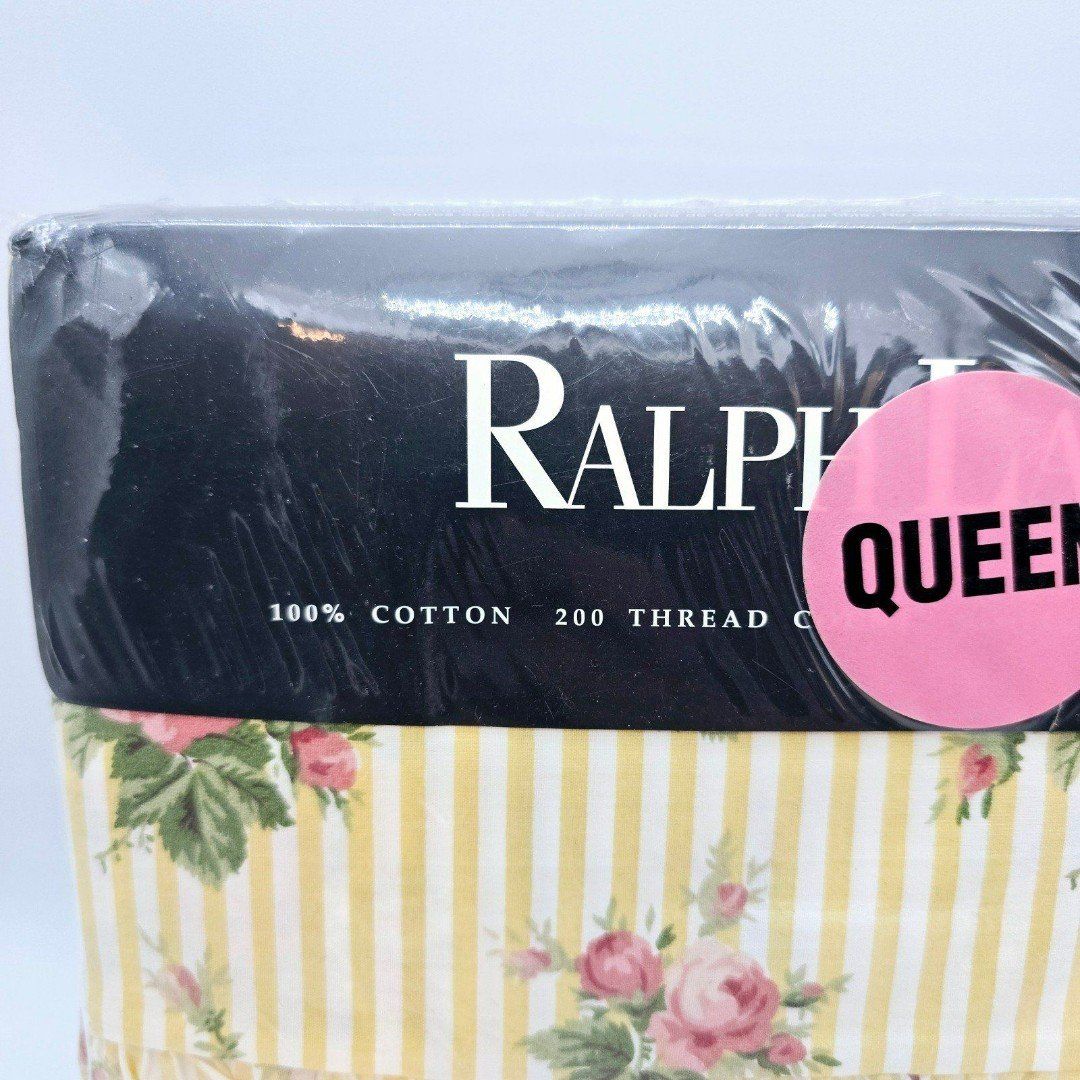 RALPH L
QUEEN
100% COTTON 200 THREAD C